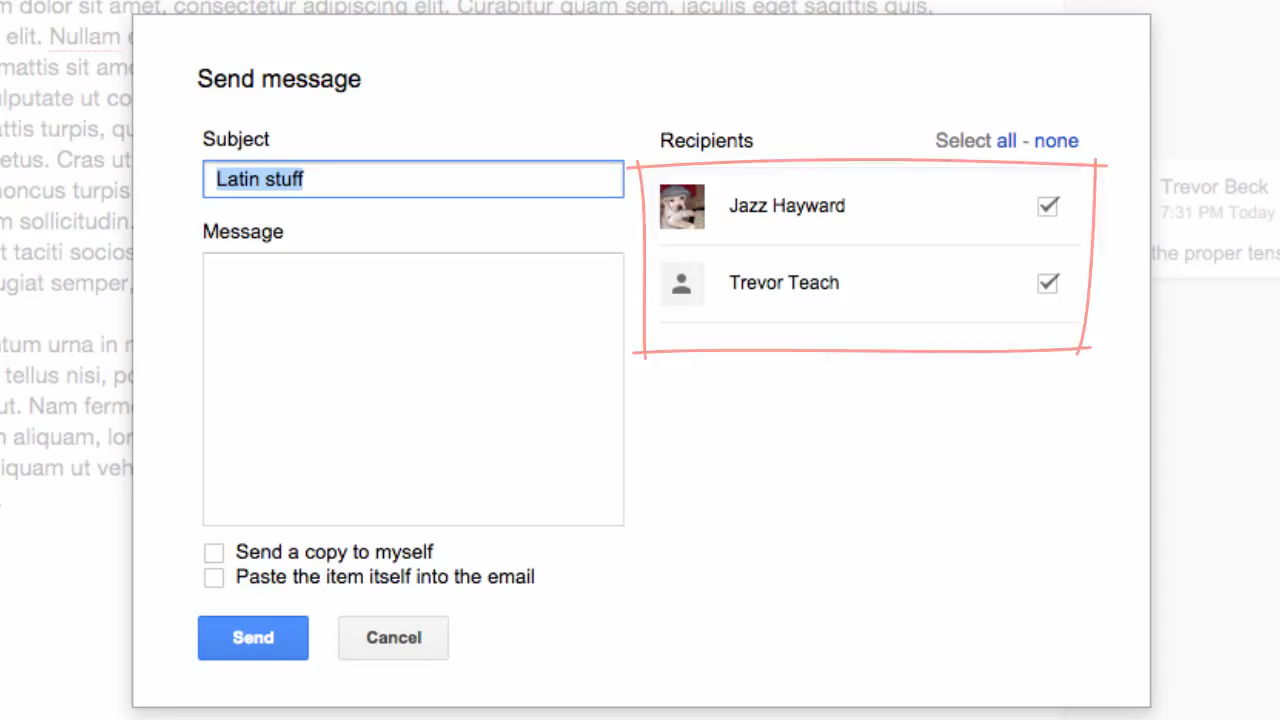 m dolor sit amet, consectetur adipiscing elit. Curabitur quam sem, iaculis eget sagittis quis,
elit. Nullam
mattis sit ame
ulputate ut co
attis turpis, qu
etus. Cras ut
honcus turpis
m sollicitudin.
t taciti socios
ugiat semper,
ntum urna in
tellus nisi, po
ut. Nam ferme
n aliquam, lor
liquam ut veh
Send message
Subject
Latin stuff
Message
Send a copy to myself
Paste the item itself into the email
Send
Cancel
Recipients
Select all - none
Jazz Hayward
Trevor Teach
Trevor Beck
7:31 PM Today
the proper tens